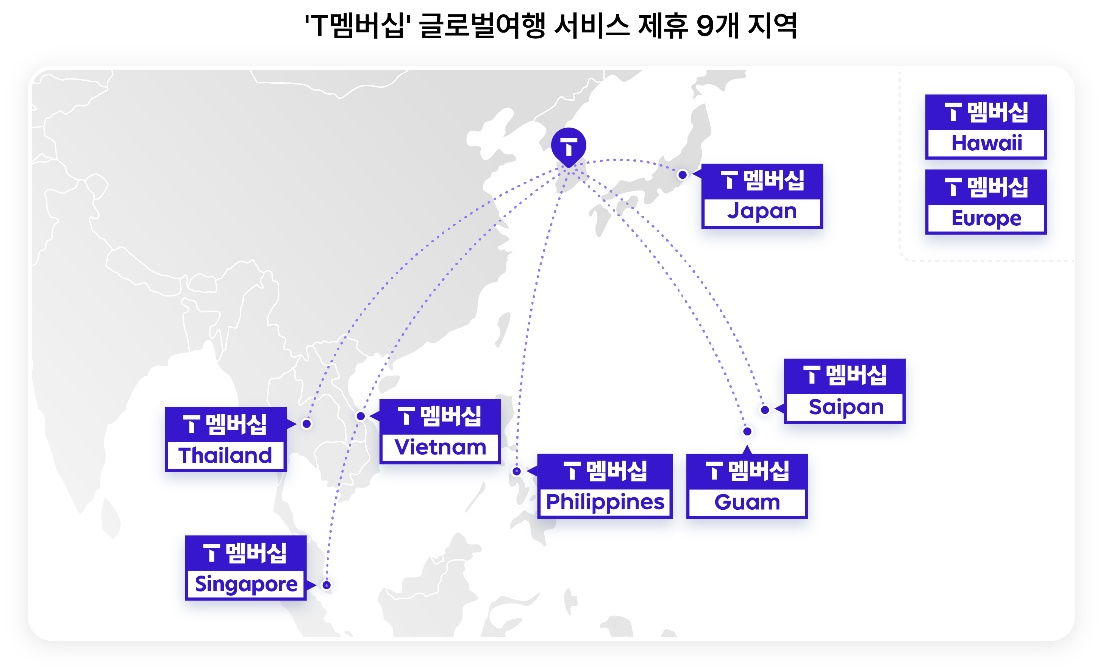 'T멤버십' 글로벌여행 서비스 제휴 9개 지역
T 멤버십
Hawaii
T 멤버십
Europe
T
T 멤버십
Japan
T 멤버십
Saipan
T 멤버십
Thailand
T 멤버십
Vietnam
T 멤버십
Philippines
T 멤버십
Guam
T 멤버십
Singapore